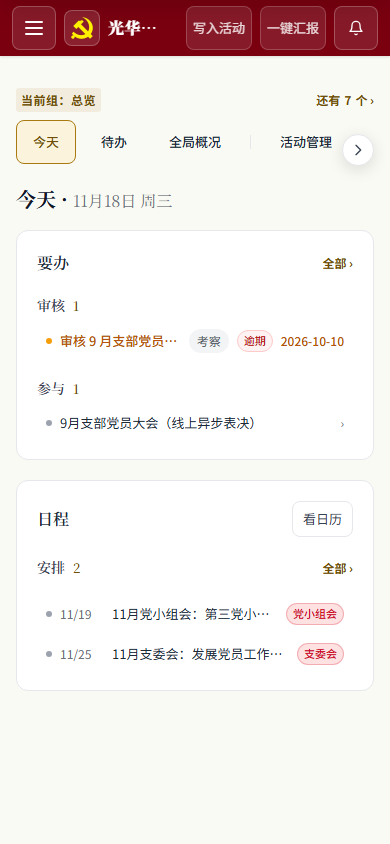 光华…
写入活动
一键汇报
当前组：总览
还有 7 个 ›
今天
待办
全局概况
活动管理
今天 · 11月18日 周三
要办
全部 ›
审核 1
审核 9 月支部党员… 考察 逾期 2026-10-10
参与 1
9月支部党员大会（线上异步表决） ›
日程
看日历
安排 2
全部 ›
11/19 11月党小组会：第三党小… 党小组会
11/25 11月支委会：发展党员工作… 支委会